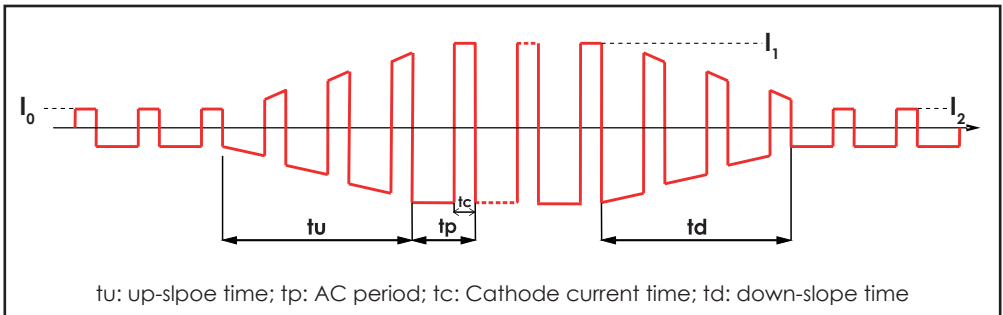 I₁
I₀
I₂
tc
tu
tp
td
tu: up-slpoe time; tp: AC period; tc: Cathode current time; td: down-slope time